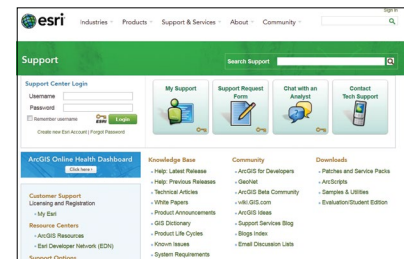 Sign In
esri Industries Products Support & Services About Community
Support
Search Support
Support Center Login
Username
Password
Remember username
esri
Login
Create new Esri Account | Forgot Password
My Support
Support Request Form
Chat with an Analyst
Contact Tech Support
ArcGIS Online Health Dashboard
Click here!
Customer Support
Licensing and Registration
My Esri
Resource Centers
ArcGIS Resources
Esri Developer Network (EDN)
Support Options
Knowledge Base
Help: Latest Release
Help: Previous Releases
Technical Articles
White Papers
Product Announcements
GIS Dictionary
Product Life Cycles
Known Issues
System Requirements
Community
ArcGIS for Developers
GeoNet
ArcGIS Beta Community
wiki.GIS.com
ArcGIS Ideas
Support Services Blog
Blogs Index
Email Discussion Lists
Downloads
Patches and Service Packs
ArcScripts
Samples & Utilities
Evaluation/Student Edition